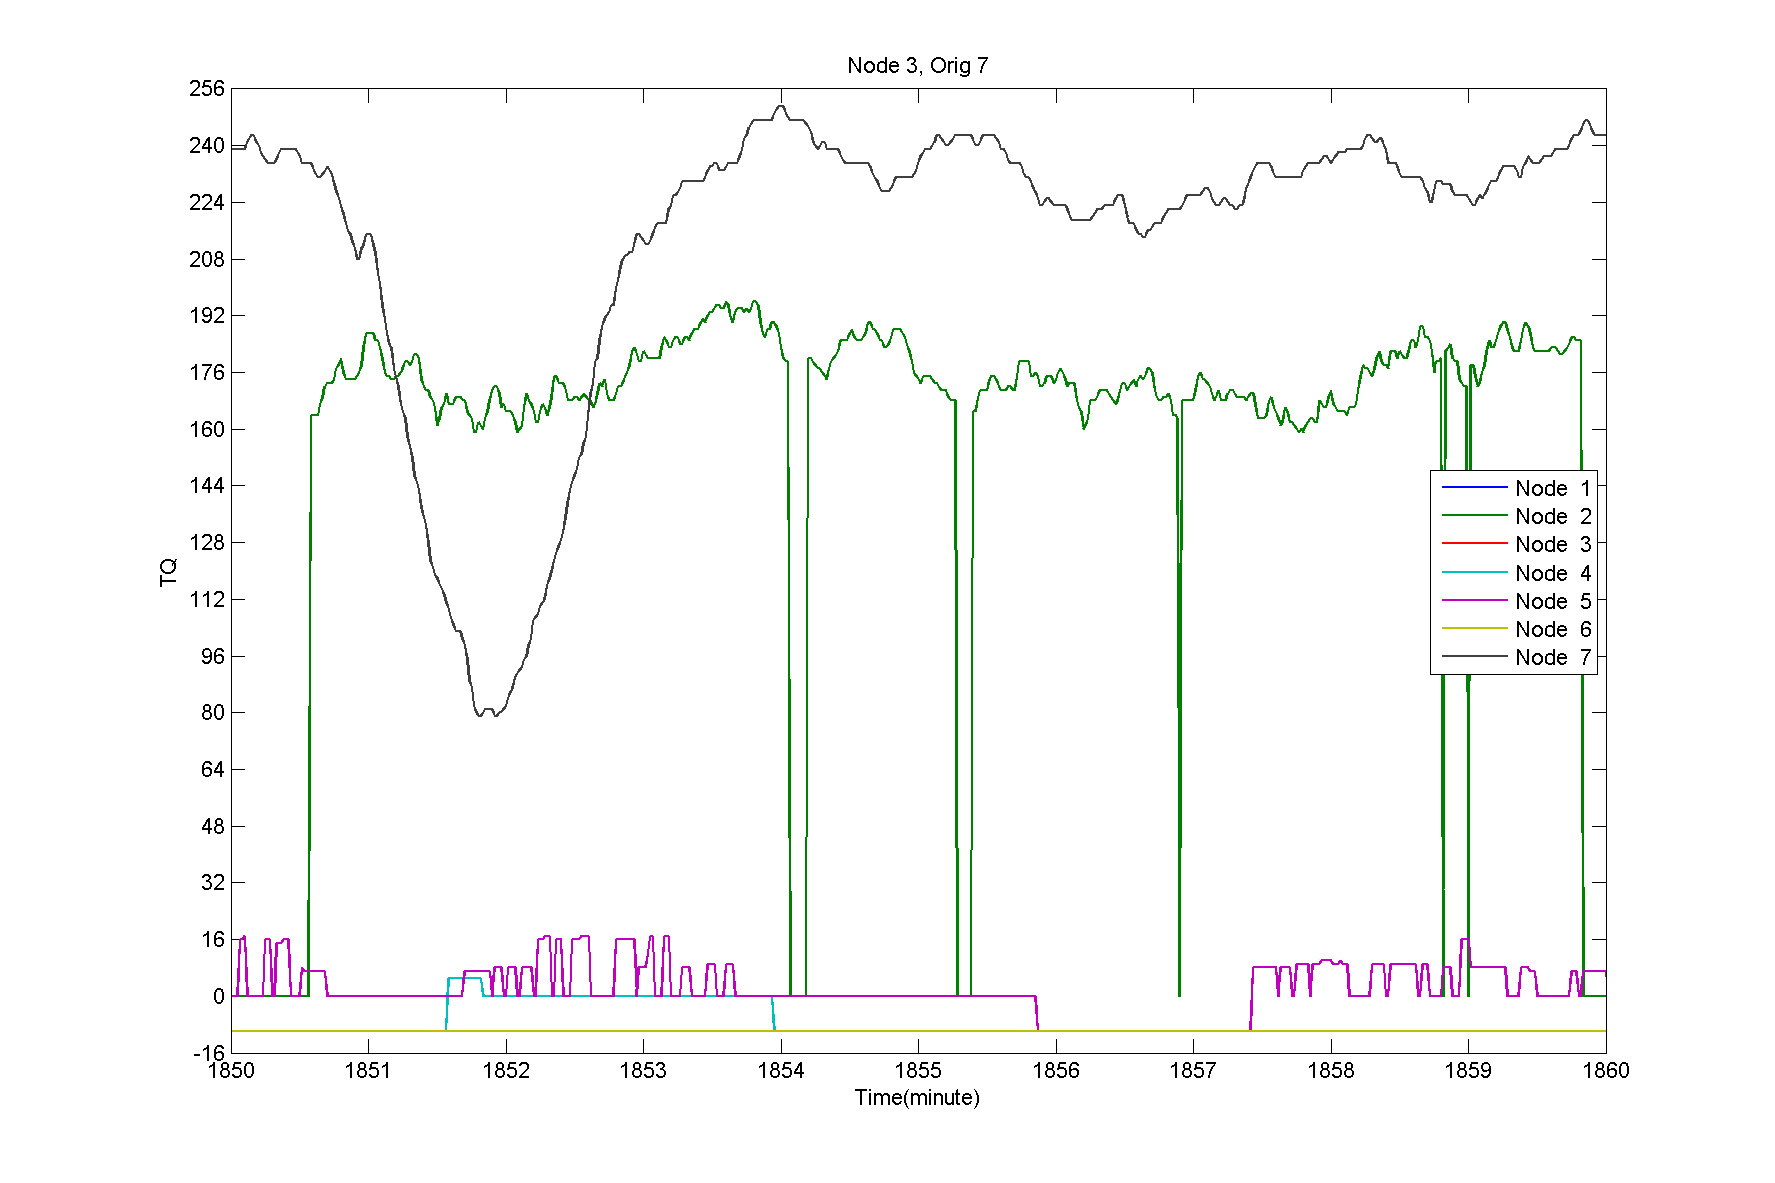 Node 3, Orig 7
256
240
224
208
192
176
160
144
128
112
96
80
64
48
32
16
0
-16
TQ
Node 1
Node 2
Node 3
Node 4
Node 5
Node 6
Node 7
1850 1851 1852 1853 1854 1855 1856 1857 1858 1859 1860
Time(minute)